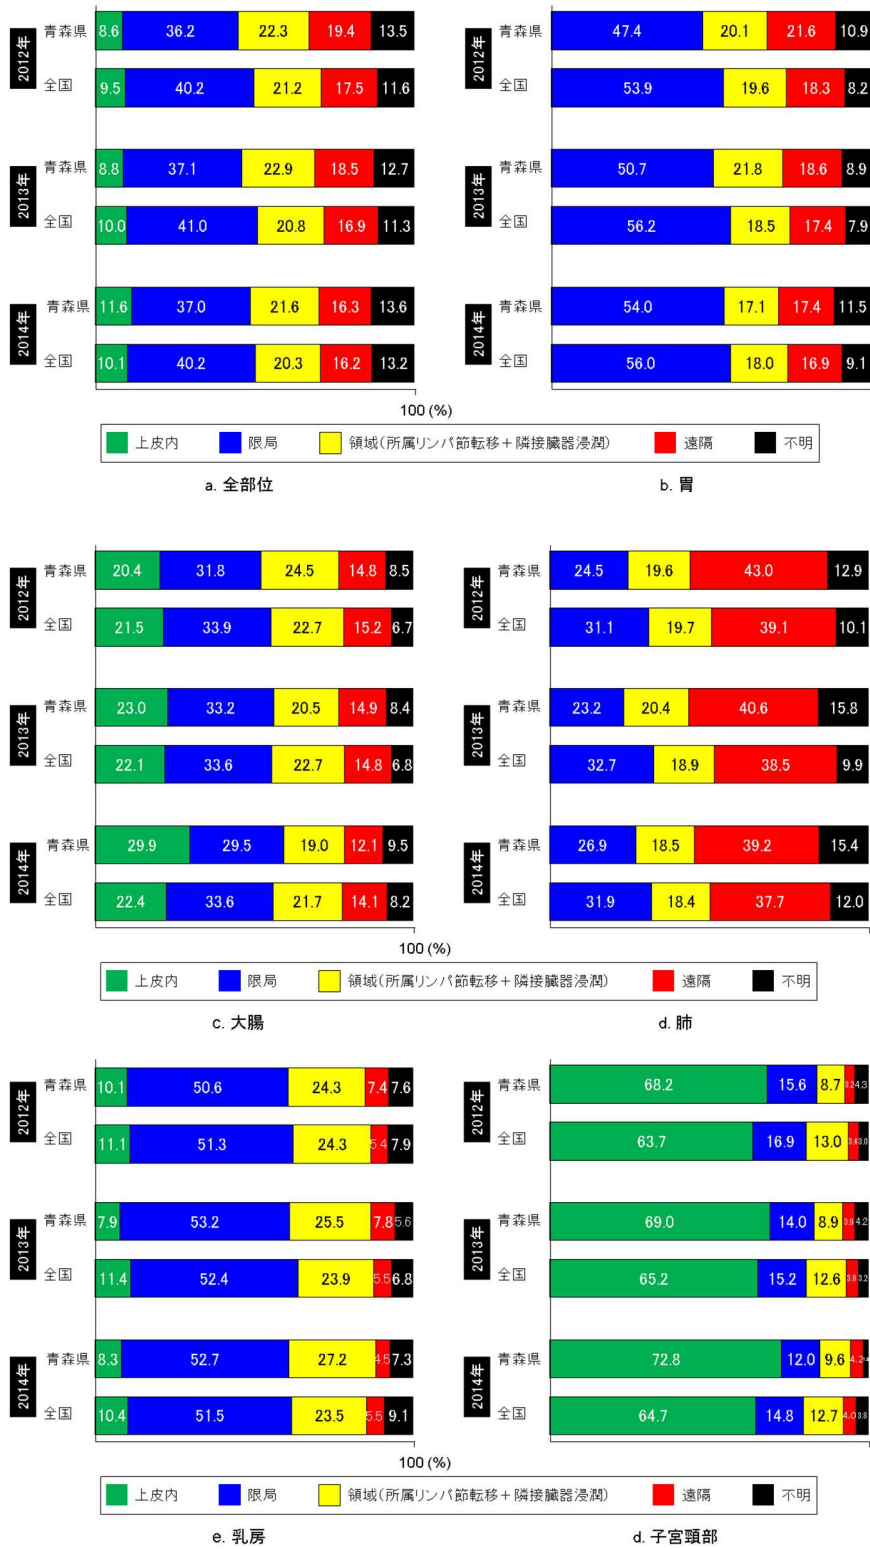 2012年
青森県 8.6 36.2 22.3 19.4 13.5
全国 9.5 40.2 21.2 17.5 11.6
2013年
青森県 8.8 37.1 22.9 18.5 12.7
全国 10.0 41.0 20.8 16.9 11.3
2014年
青森県 11.6 37.0 21.6 16.3 13.6
全国 10.1 40.2 20.3 16.2 13.2
100 (%)
上皮内 限局 領域(所属リンパ節転移+隣接臓器浸潤) 遠隔 不明
a. 全部位
2012年
青森県 47.4 20.1 21.6 10.9
全国 53.9 19.6 18.3 8.2
2013年
青森県 50.7 21.8 18.6 8.9
全国 56.2 18.5 17.4 7.9
2014年
青森県 54.0 17.1 17.4 11.5
全国 56.0 18.0 16.9 9.1
b. 胃
2012年
青森県 20.4 31.8 24.5 14.8 8.5
全国 21.5 33.9 22.7 15.2 6.7
2013年
青森県 23.0 33.2 20.5 14.9 8.4
全国 22.1 33.6 22.7 14.8 6.8
2014年
青森県 29.9 29.5 19.0 12.1 9.5
全国 22.4 33.6 21.7 14.1 8.2
100 (%)
上皮内 限局 領域(所属リンパ節転移+隣接臓器浸潤) 遠隔 不明
c. 大腸
2012年
青森県 24.5 19.6 43.0 12.9
全国 31.1 19.7 39.1 10.1
2013年
青森県 23.2 20.4 40.6 15.8
全国 32.7 18.9 38.5 9.9
2014年
青森県 26.9 18.5 39.2 15.4
全国 31.9 18.4 37.7 12.0
d. 肺
2012年
青森県 10.1 50.6 24.3 7.4 7.6
全国 11.1 51.3 24.3 5.4 7.9
2013年
青森県 7.9 53.2 25.5 7.8 5.6
全国 11.4 52.4 23.9 5.5 6.8
2014年
青森県 8.3 52.7 27.2 4.5 7.3
全国 10.4 51.5 23.5 5.5 9.1
100 (%)
上皮内 限局 領域(所属リンパ節転移+隣接臓器浸潤) 遠隔 不明
e. 乳房
2012年
青森県 68.2 15.6 8.7 3.2 4.3
全国 63.7 16.9 13.0 3.4 3.0
2013年
青森県 69.0 14.0 8.9 3.9 4.2
全国 65.2 15.2 12.6 3.8 3.2
2014年
青森県 72.8 12.0 9.6 4.2
全国 64.7 14.8 12.7 4.0 3.8
d. 子宮頸部